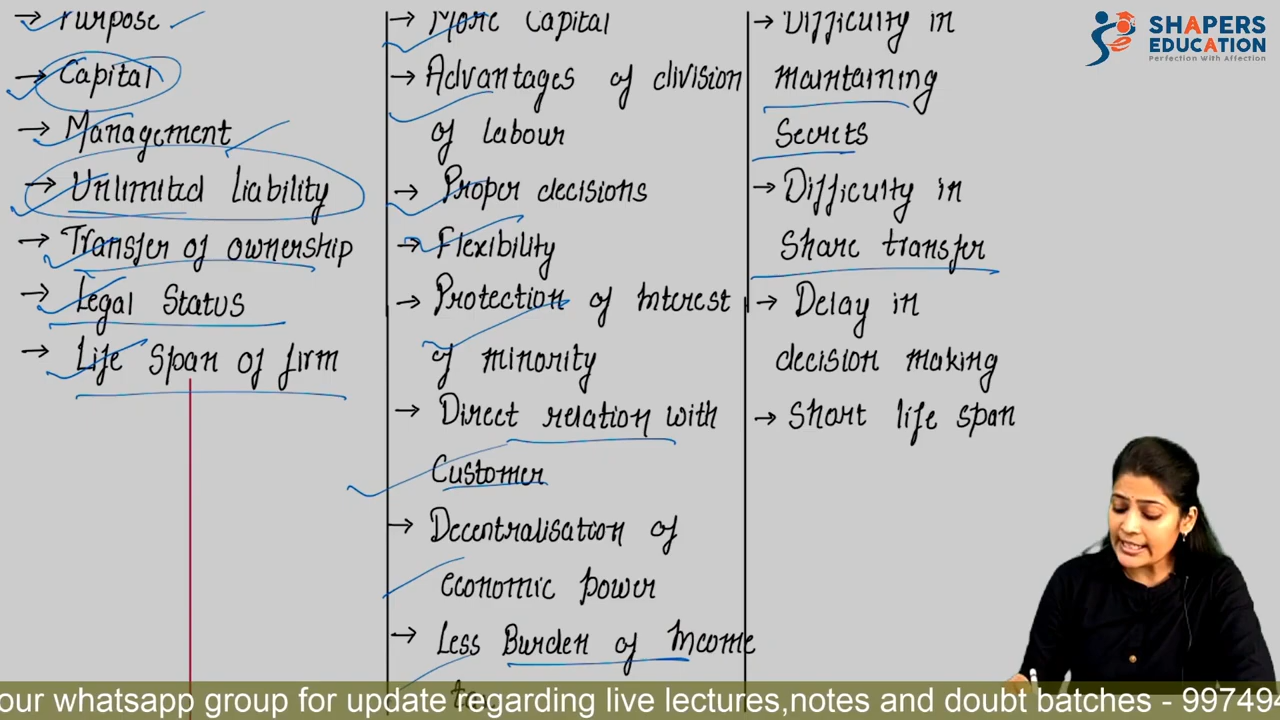 → Purpose
→ Capital
→ Management
→ Unlimited liability
→ Transfer of ownership
→ Legal Status
→ Life Span of firm
→ More Capital
→ Advantages of division
of labour
→ Proper decisions
→ Flexibility
→ Protection of Interest
of minority
→ Direct relation with
Customer
→ Decentralisation of
economic power
→ Less Burden of Income
→ Difficulty in
maintaining
Secrets
→ Difficulty in
Share transfer
→ Delay in
decision making
→ Short life span
SHAPERS
EDUCATION
Perfection With Affection
our whatsapp group for update regarding live lectures,notes and doubt batches - 997494